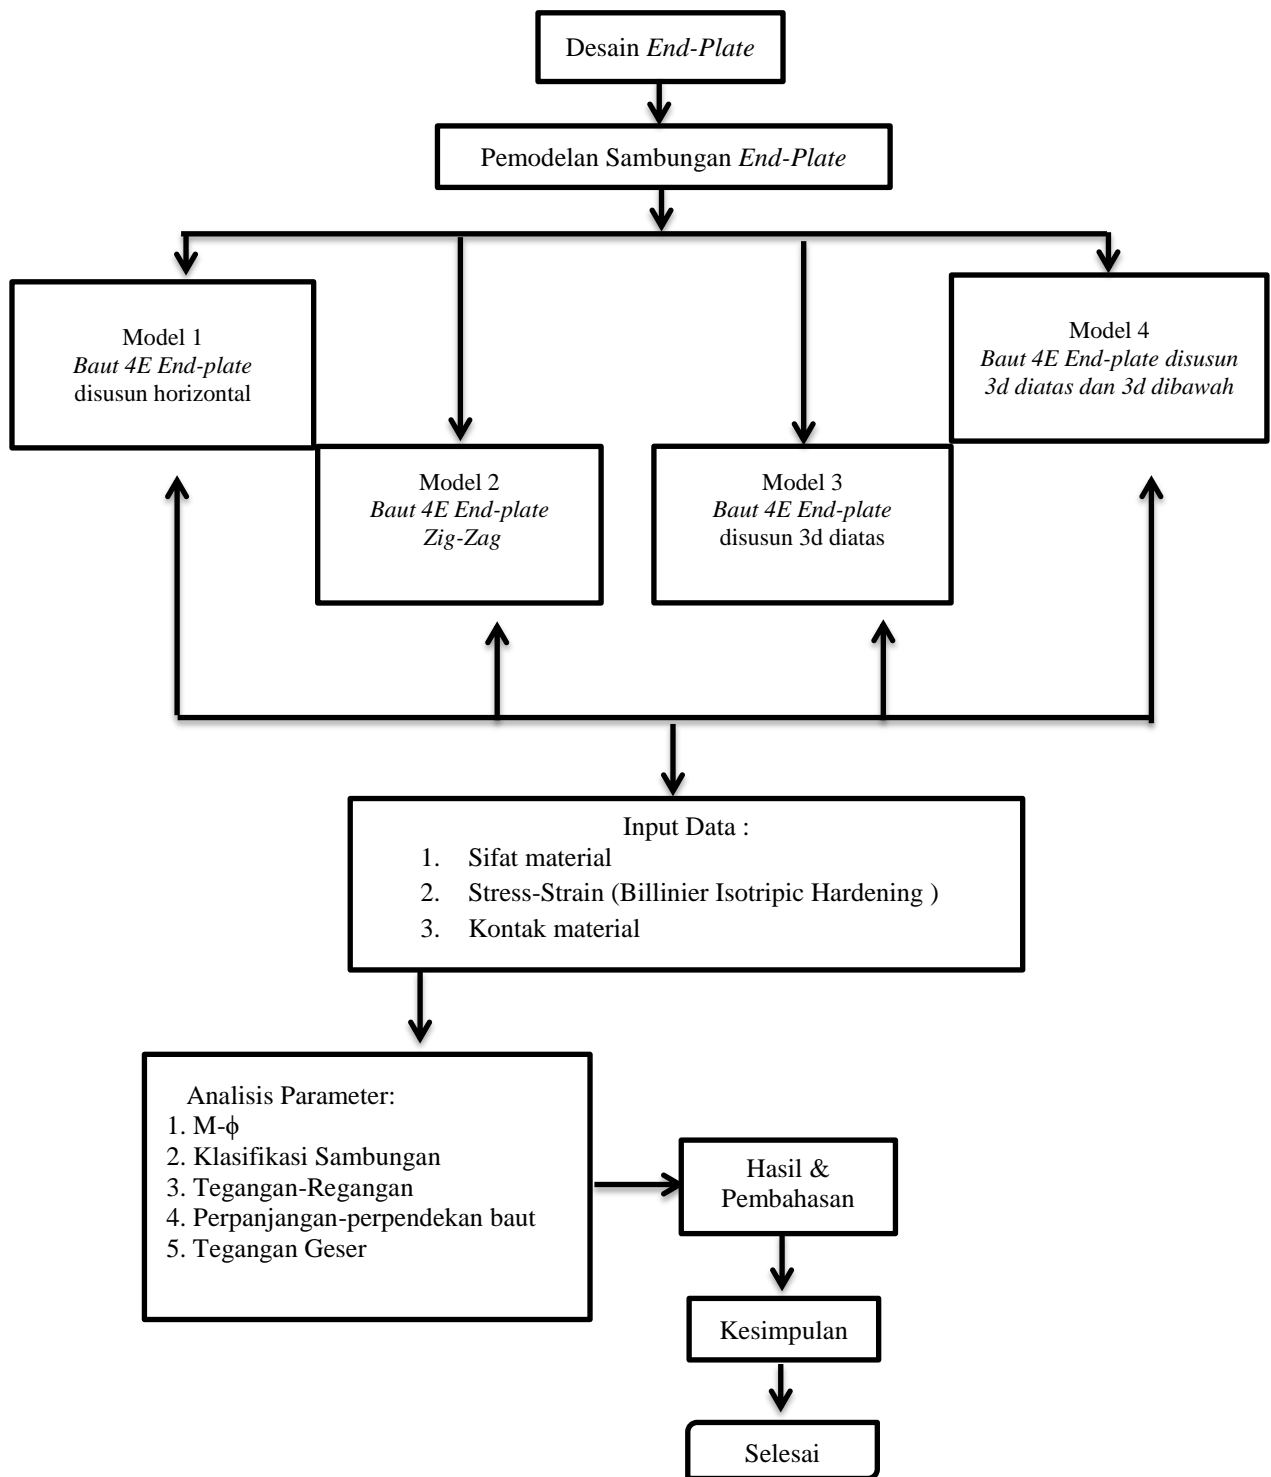 Desain End-Plate
Pemodelan Sambungan End-Plate
Model 1
Baut 4E End-plate
disusun horizontal
Model 2
Baut 4E End-plate
Zig-Zag
Model 3
Baut 4E End-plate
disusun 3d diatas
Model 4
Baut 4E End-plate disusun
3d diatas dan 3d dibawah
Input Data :
1. Sifat material
2. Stress-Strain (Billinier Isotripic Hardening )
3. Kontak material
Analisis Parameter:
1. M-ϕ
2. Klasifikasi Sambungan
3. Tegangan-Regangan
4. Perpanjangan-perpendekan baut
5. Tegangan Geser
Hasil &
Pembahasan
Kesimpulan
Selesai